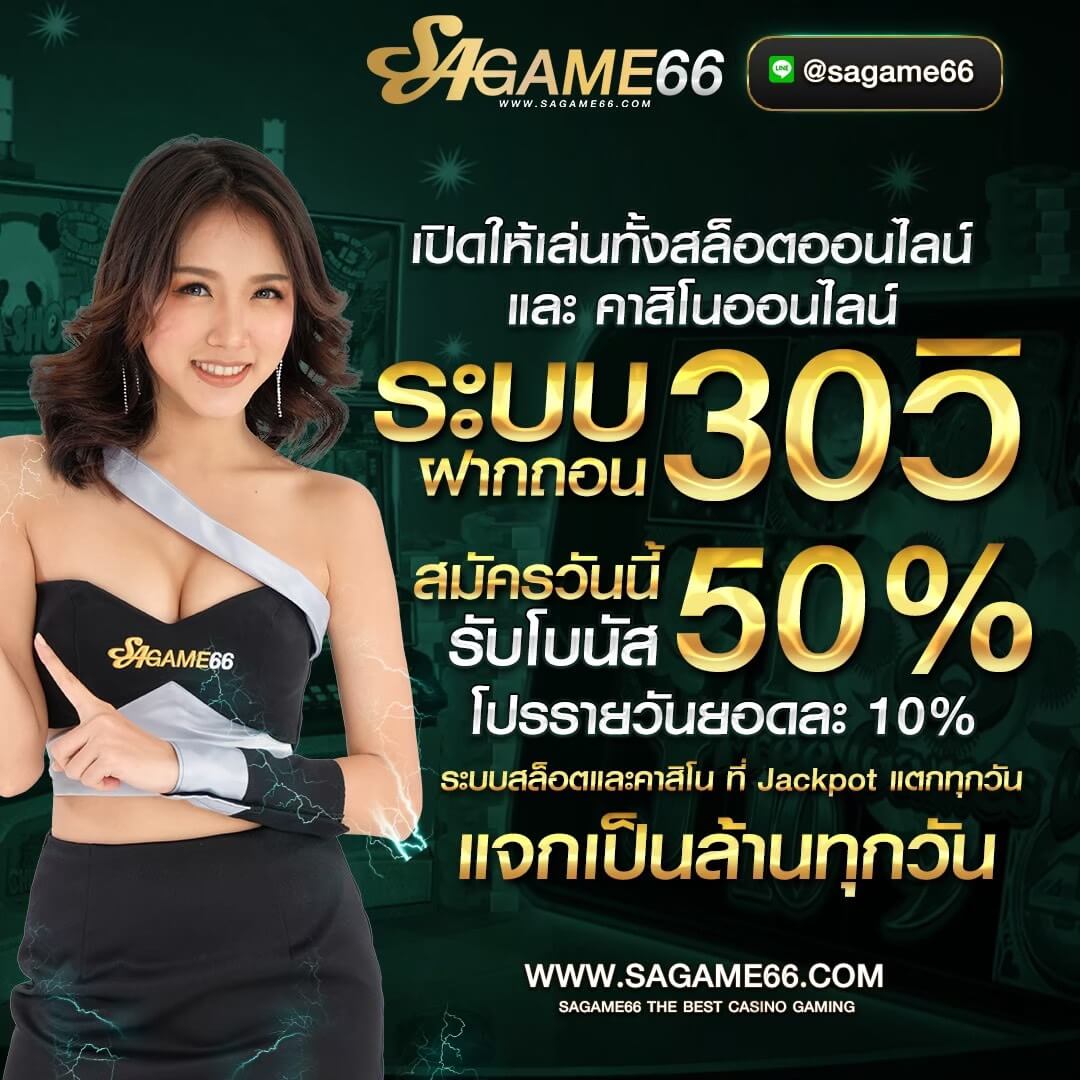 SAGAME66
WWW.SAGAME66.COM
LINE @sagame66
เปิดให้เล่นทั้งสล็อตออนไลน์
และ คาสิโนออนไลน์
ระบบ
ฝากถอน
30วิ
สมัครวันนี้
รับโบนัส
50%
โปรรายวันยอดละ 10%
ระบบสล็อตและคาสิโน ที่ Jackpot แตกทุกวัน
แจกเป็นล้านทุกวัน
SAGAME66
WWW.SAGAME66.COM
SAGAME66 THE BEST CASINO GAMING